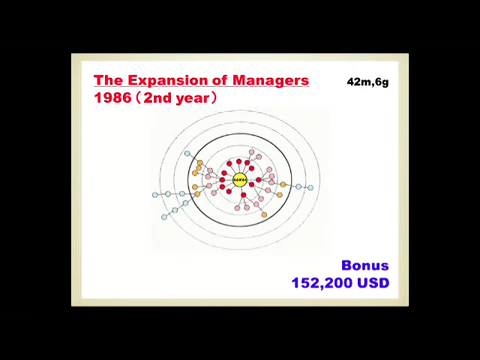 The Expansion of Managers
42m,6g
1986（2nd year）
Bonus
152,200 USD